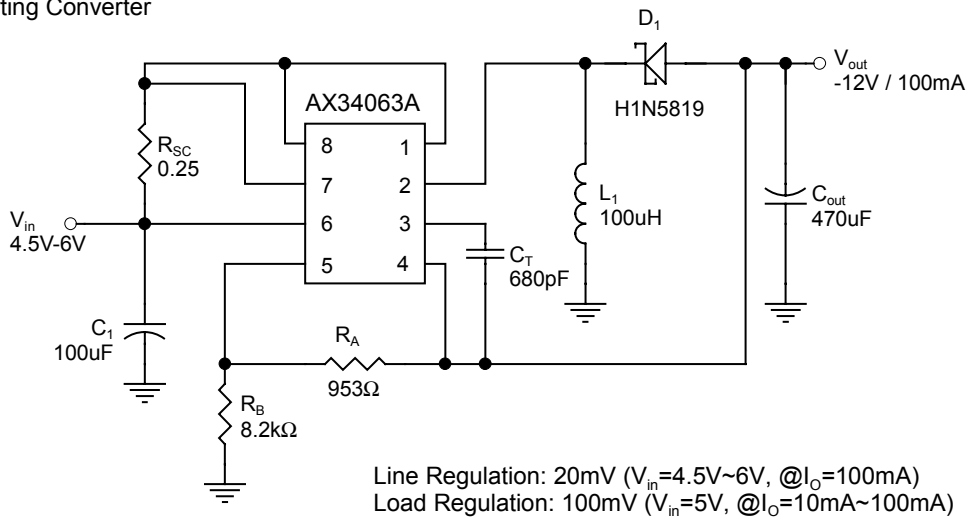 ting Converter
D1
Vout
-12V / 100mA
AX34063A
H1N5819
RSC
0.25
8 1
7 2
6 3
5 4
Vin
4.5V-6V
L1
100uH
Cout
470uF
CT
680pF
C1
100uF
RA
953Ω
RB
8.2kΩ
Line Regulation: 20mV (Vin=4.5V~6V, @IO=100mA)
Load Regulation: 100mV (Vin=5V, @IO=10mA~100mA)